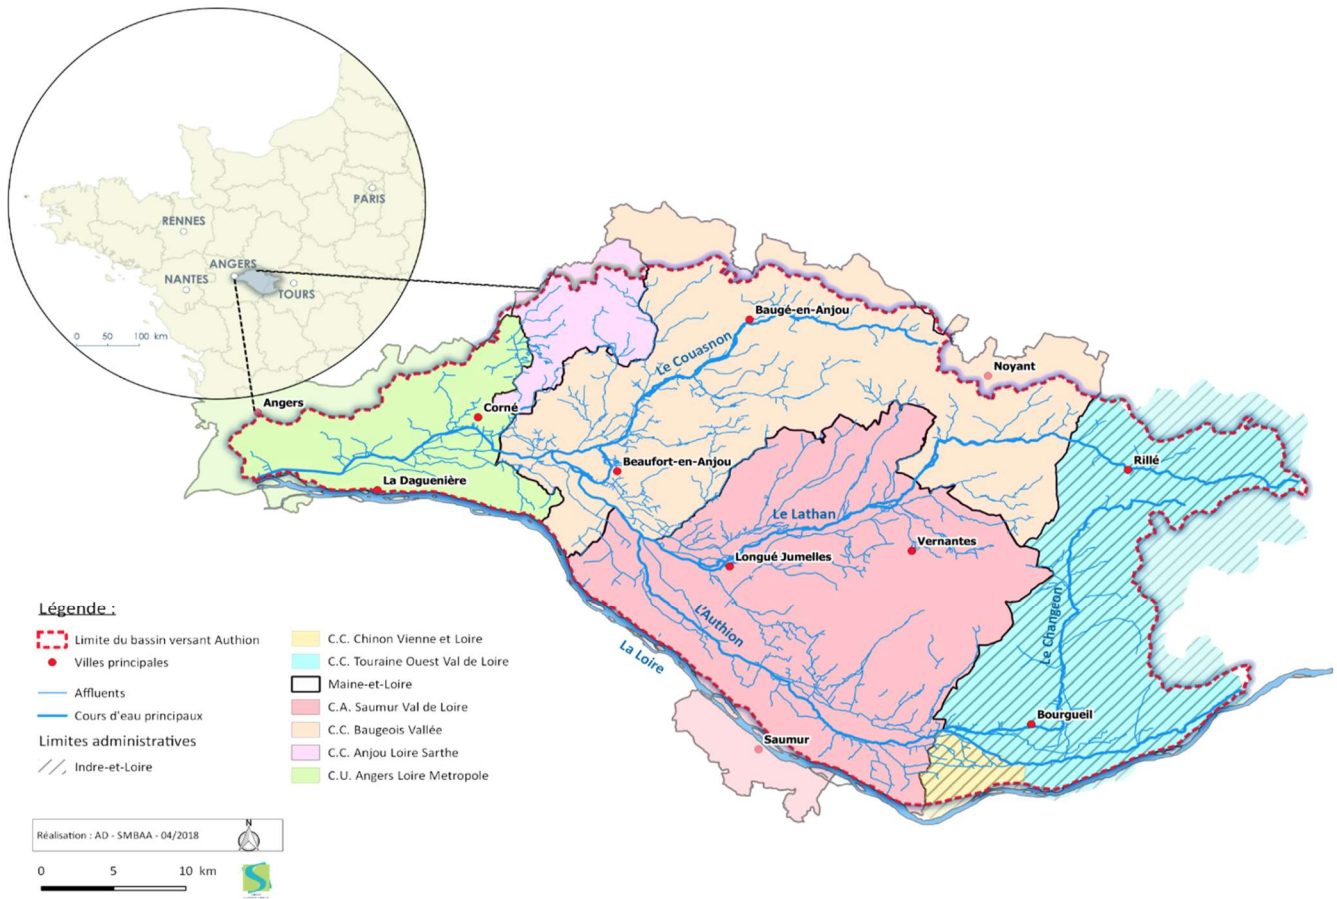 PARIS
RENNES
ANGERS
NANTES
TOURS
0 50 100 km
Baugé-en-Anjou
Le Couasnon
Noyant
Angers
Corné
Beaufort-en-Anjou
Rillé
La Daguenière
Le Lathan
Vernantes
Longué Jumelles
L'Authion
Le Changeon
La Loire
Bourgueil
Saumur
Légende :
Limite du bassin versant Authion
Villes principales
Affluents
Cours d'eau principaux
Limites administratives
Indre-et-Loire
C.C. Chinon Vienne et Loire
C.C. Touraine Ouest Val de Loire
Maine-et-Loire
C.A. Saumur Val de Loire
C.C. Baugeois Vallée
C.C. Anjou Loire Sarthe
C.U. Angers Loire Metropole
Réalisation : AD - SMBAA - 04/2018
N
0 5 10 km